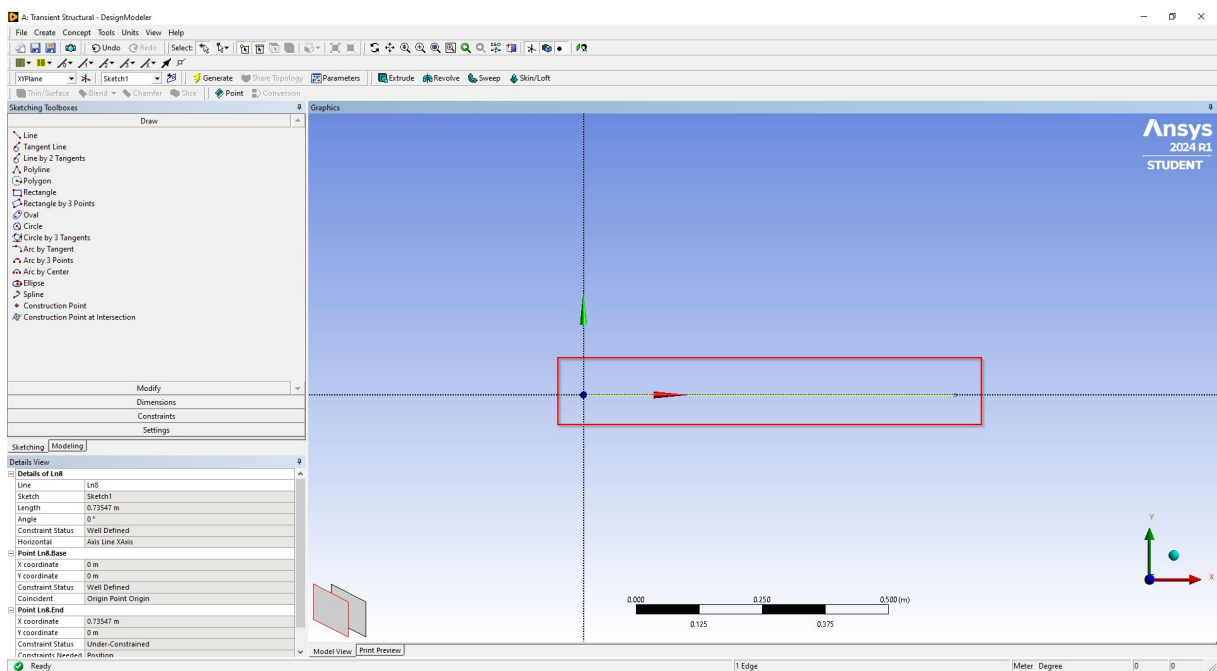 A: Transient Structural - DesignModeler
File Create Concept Tools Units View Help
Undo Redo Select:
XYPlane Sketch1 Generate Share Topology Parameters Extrude Revolve Sweep Skin/Loft
Thin/Surface Blend Chamfer Slice Point Conversion
Sketching Toolboxes
Draw
Line
Tangent Line
Line by 2 Tangents
Polyline
Polygon
Rectangle
Rectangle by 3 Points
Oval
Circle
Circle by 3 Tangents
Arc by Tangent
Arc by 3 Points
Arc by Center
Ellipse
Spline
Construction Point
Construction Point at Intersection
Modify
Dimensions
Constraints
Settings
Sketching Modeling
Details View
Details of Ln8
Line Ln8
Sketch Sketch1
Length 0.73547 m
Angle 0 °
Constraint Status Well Defined
Horizontal Axis Line XAxis
Point Ln8.Base
X coordinate 0 m
Y coordinate 0 m
Constraint Status Well Defined
Coincident Origin Point Origin
Point Ln8.End
X coordinate 0.73547 m
Y coordinate 0 m
Constraint Status Under-Constrained
Constraints Needed Position
Graphics
Ansys
2024 R1
STUDENT
Y
X
0.000 0.250 0.500 (m)
0.125 0.375
Model View Print Preview
Ready 1 Edge Meter Degree 0 0